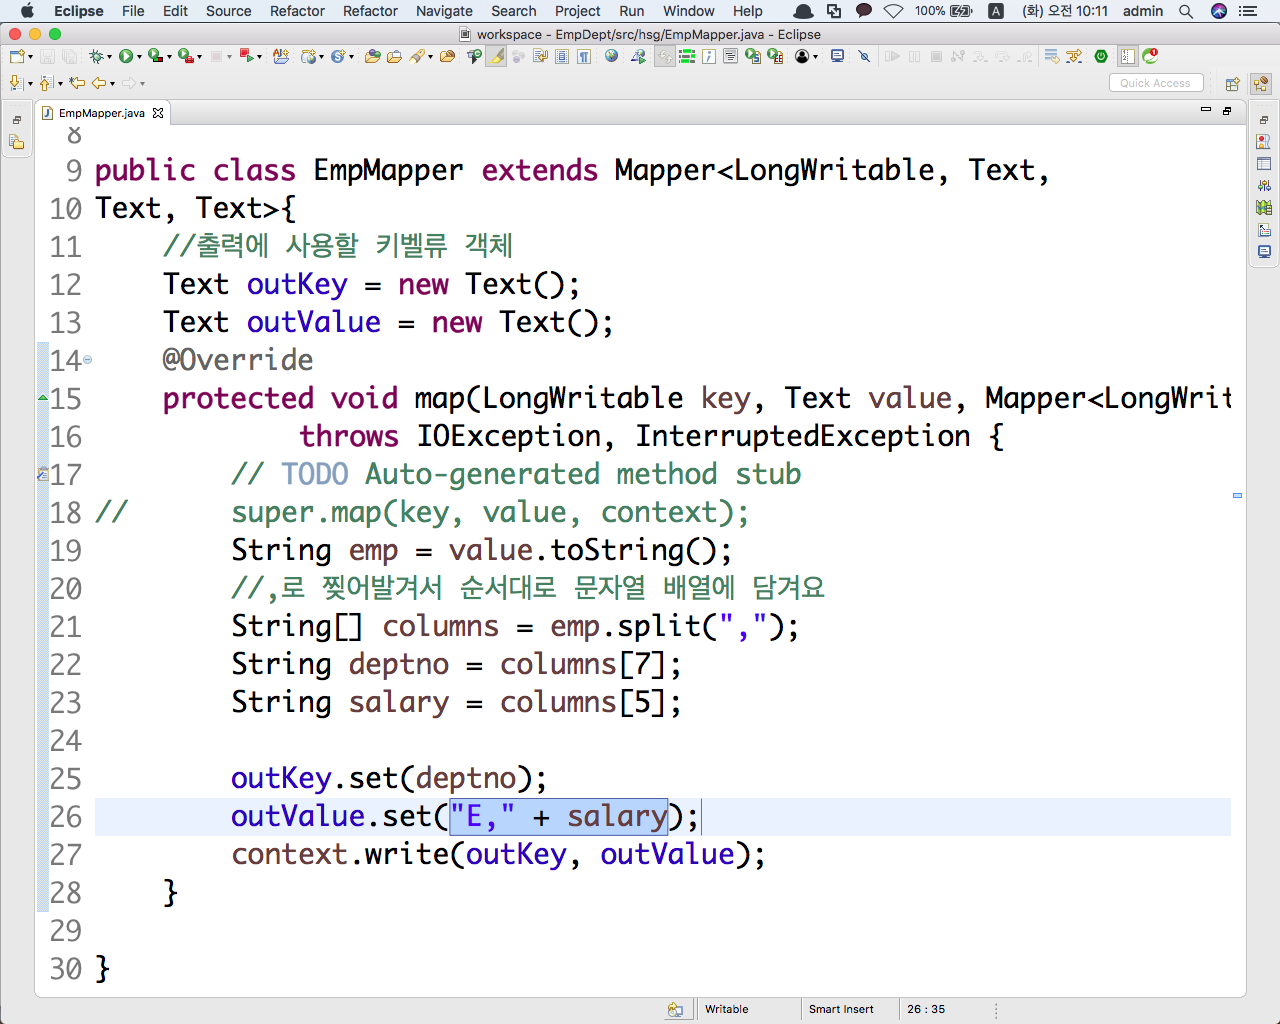 Eclipse File Edit Source Refactor Refactor Navigate Search Project Run Window Help 100% A (화) 오전 10:11 admin
workspace - EmpDept/src/hsg/EmpMapper.java - Eclipse
Quick Access
EmpMapper.java
8
9 public class EmpMapper extends Mapper<LongWritable, Text,
10 Text, Text>{
11 //출력에 사용할 키벨류 객체
12 Text outKey = new Text();
13 Text outValue = new Text();
14 @Override
15 protected void map(LongWritable key, Text value, Mapper<LongWrit
16 throws IOException, InterruptedException {
17 // TODO Auto-generated method stub
18 // super.map(key, value, context);
19 String emp = value.toString();
20 //,로 찢어발겨서 순서대로 문자열 배열에 담겨요
21 String[] columns = emp.split(",");
22 String deptno = columns[7];
23 String salary = columns[5];
24
25 outKey.set(deptno);
26 outValue.set("E," + salary);
27 context.write(outKey, outValue);
28 }
29
30 }
Writable Smart Insert 26 : 35